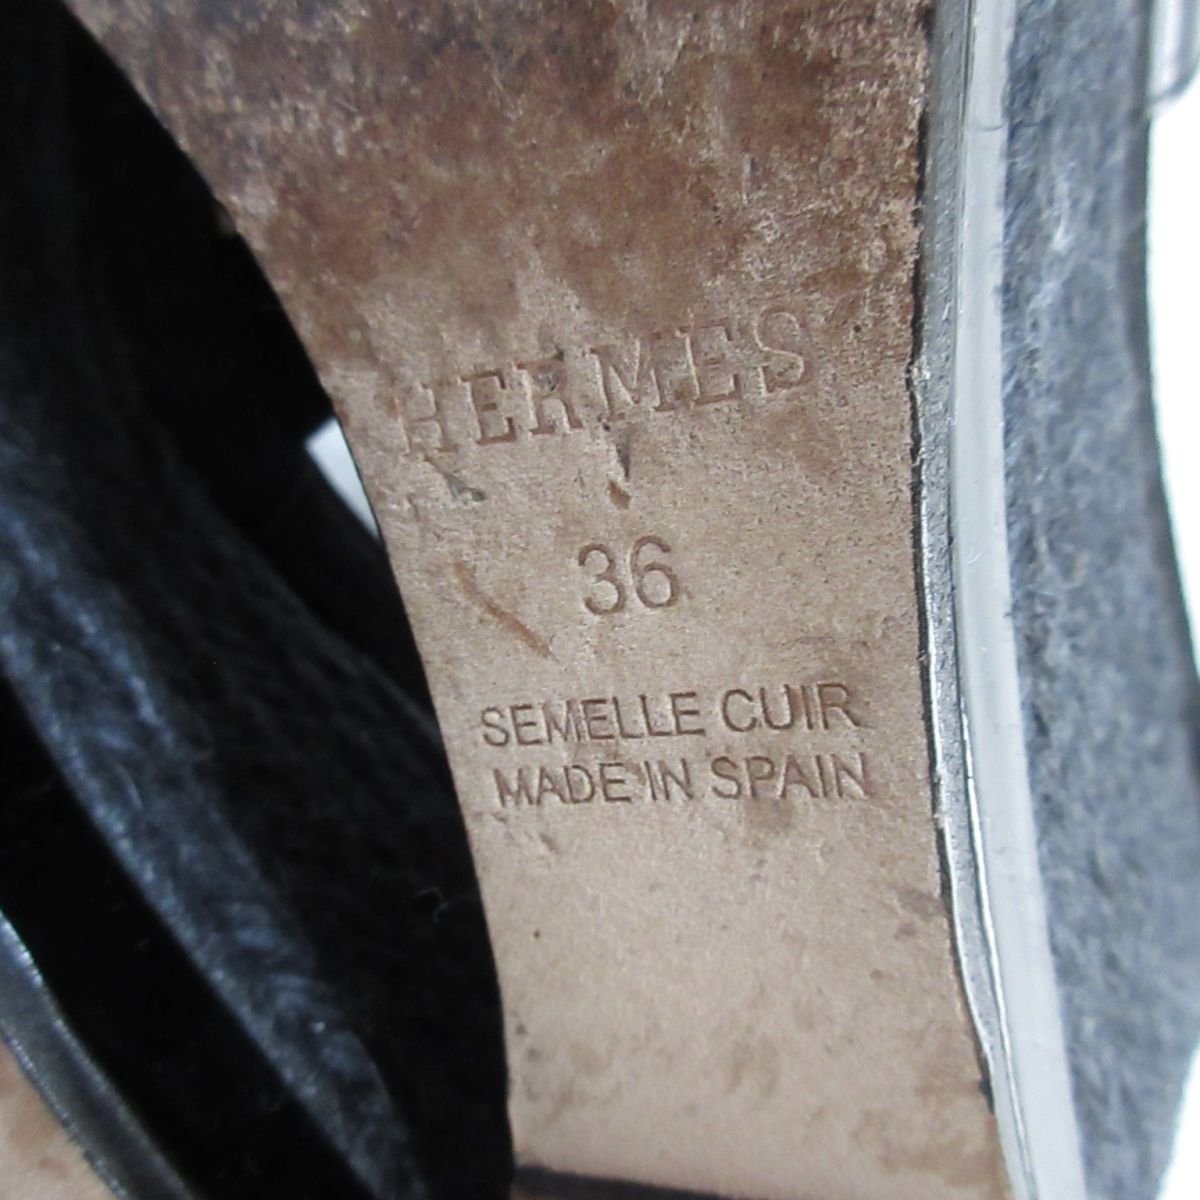 HERMES
36
SEMELLE CUIR
MADE IN SPAIN